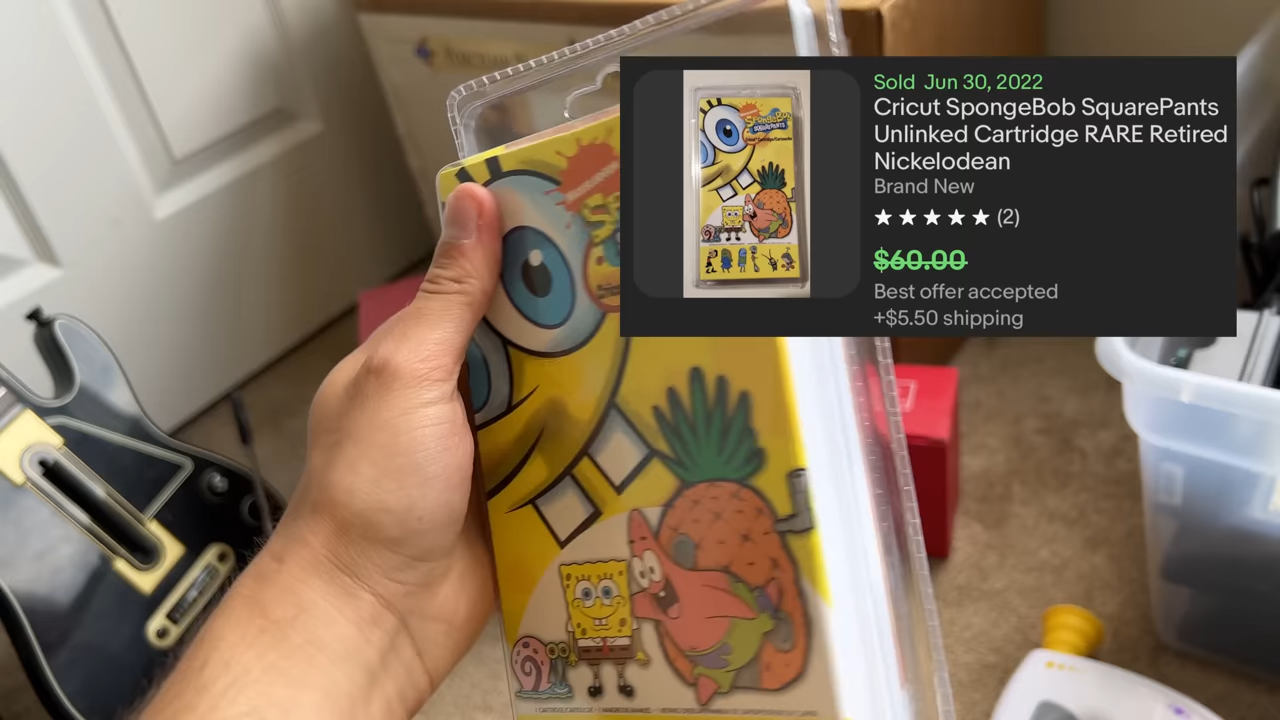 Sold Jun 30, 2022
Cricut SpongeBob SquarePants
Unlinked Cartridge RARE Retired
Nickelodean
Brand New
(2)
$60.00
Best offer accepted
+$5.50 shipping